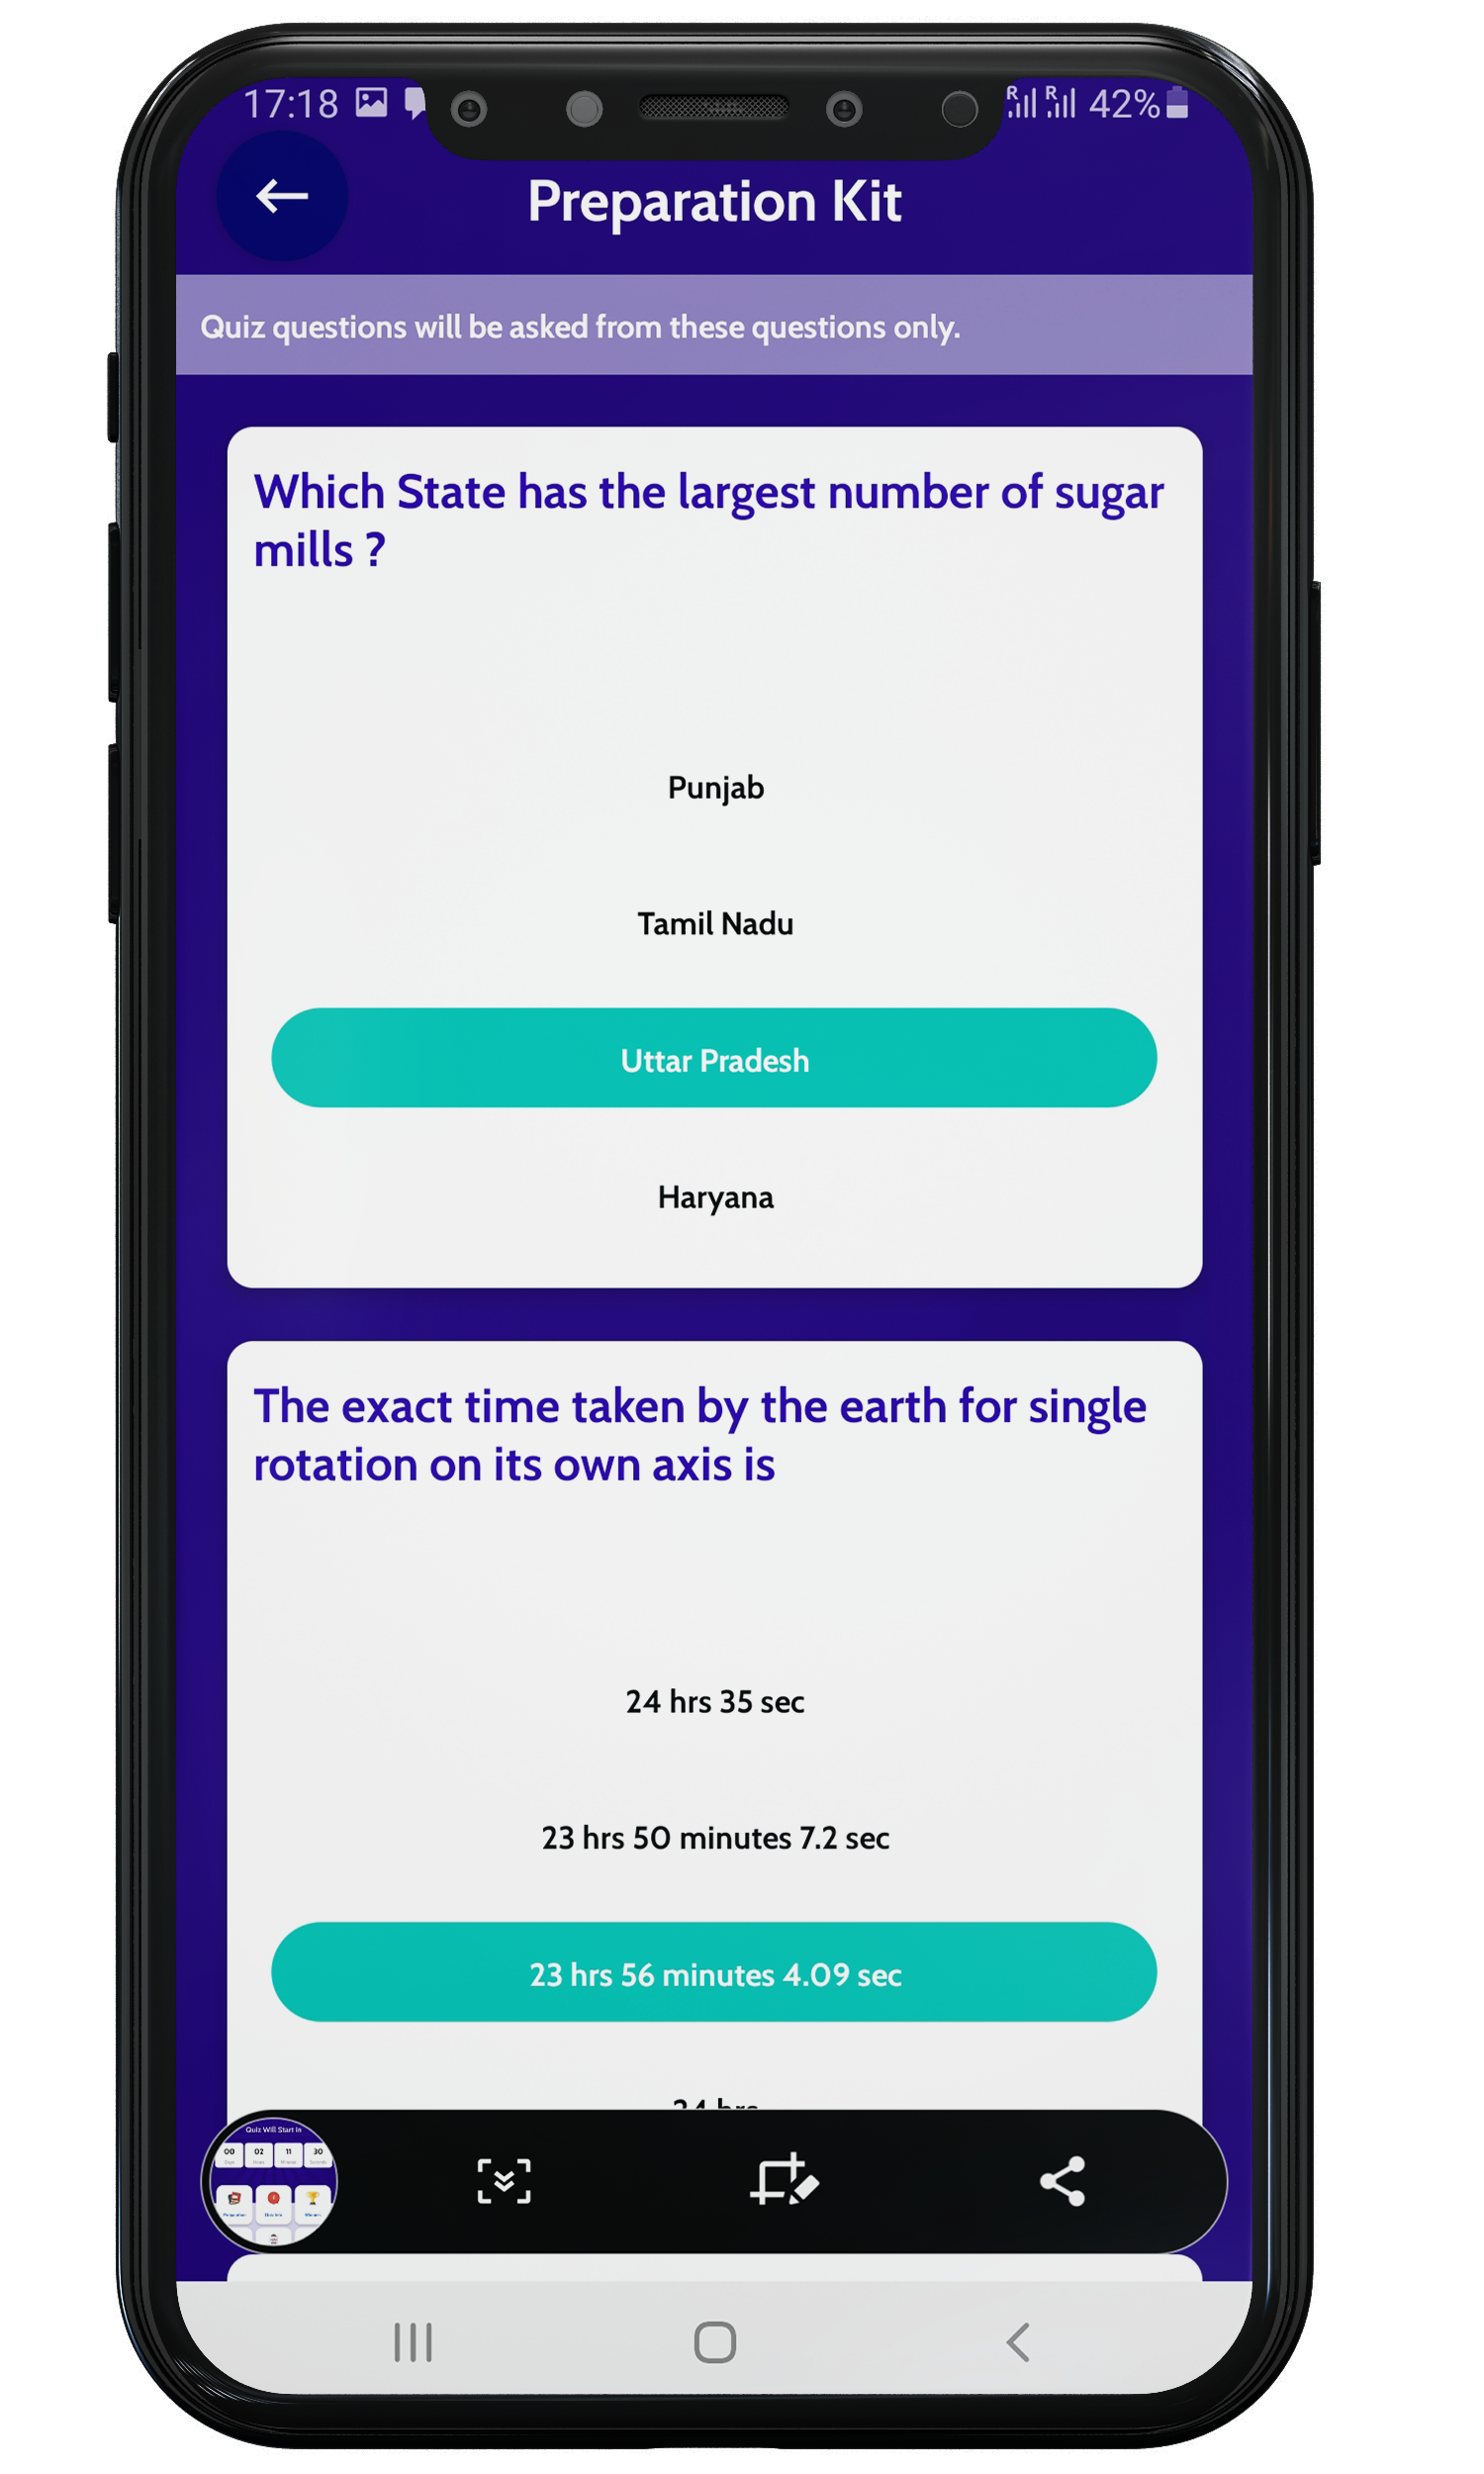 17:18
R R 42%
Preparation Kit
Quiz questions will be asked from these questions only.
Which State has the largest number of sugar
mills ?
Punjab
Tamil Nadu
Uttar Pradesh
Haryana
The exact time taken by the earth for single
rotation on its own axis is
24 hrs 35 sec
23 hrs 50 minutes 7.2 sec
23 hrs 56 minutes 4.09 sec
24 hrs
Quiz Will Start in
00 02 11 30